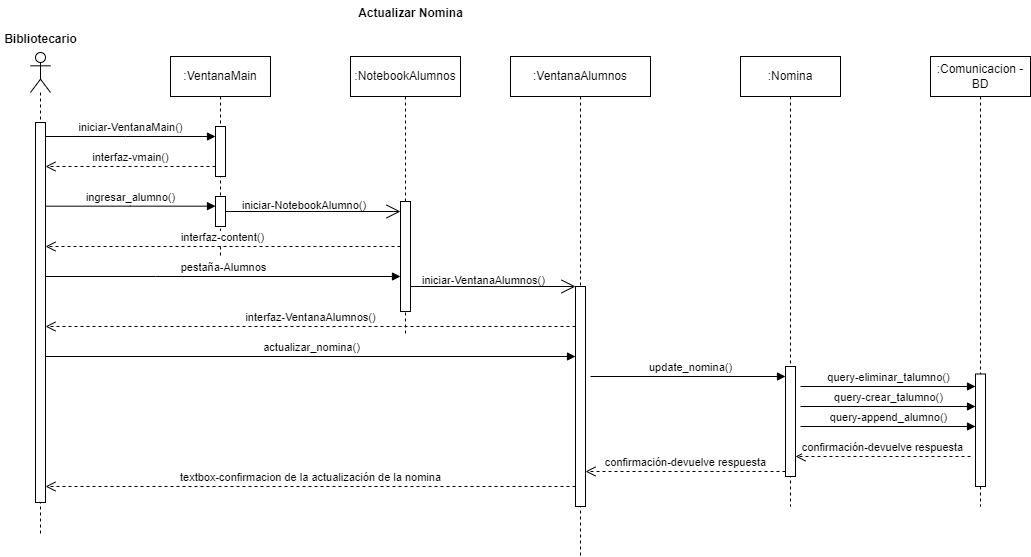 Actualizar Nomina
Bibliotecario
:VentanaMain
:NotebookAlumnos
:VentanaAlumnos
:Nomina
:Comunicacion -
BD
iniciar-VentanaMain()
interfaz-vmain()
ingresar_alumno()
iniciar-NotebookAlumno()
interfaz-content()
pestaña-Alumnos
iniciar-VentanaAlumnos()
interfaz-VentanaAlumnos()
actualizar_nomina()
update_nomina()
query-eliminar_talumno()
query-crear_talumno()
query-append_alumno()
confirmación-devuelve respuesta
confirmación-devuelve respuesta
textbox-confirmacion de la actualización de la nomina